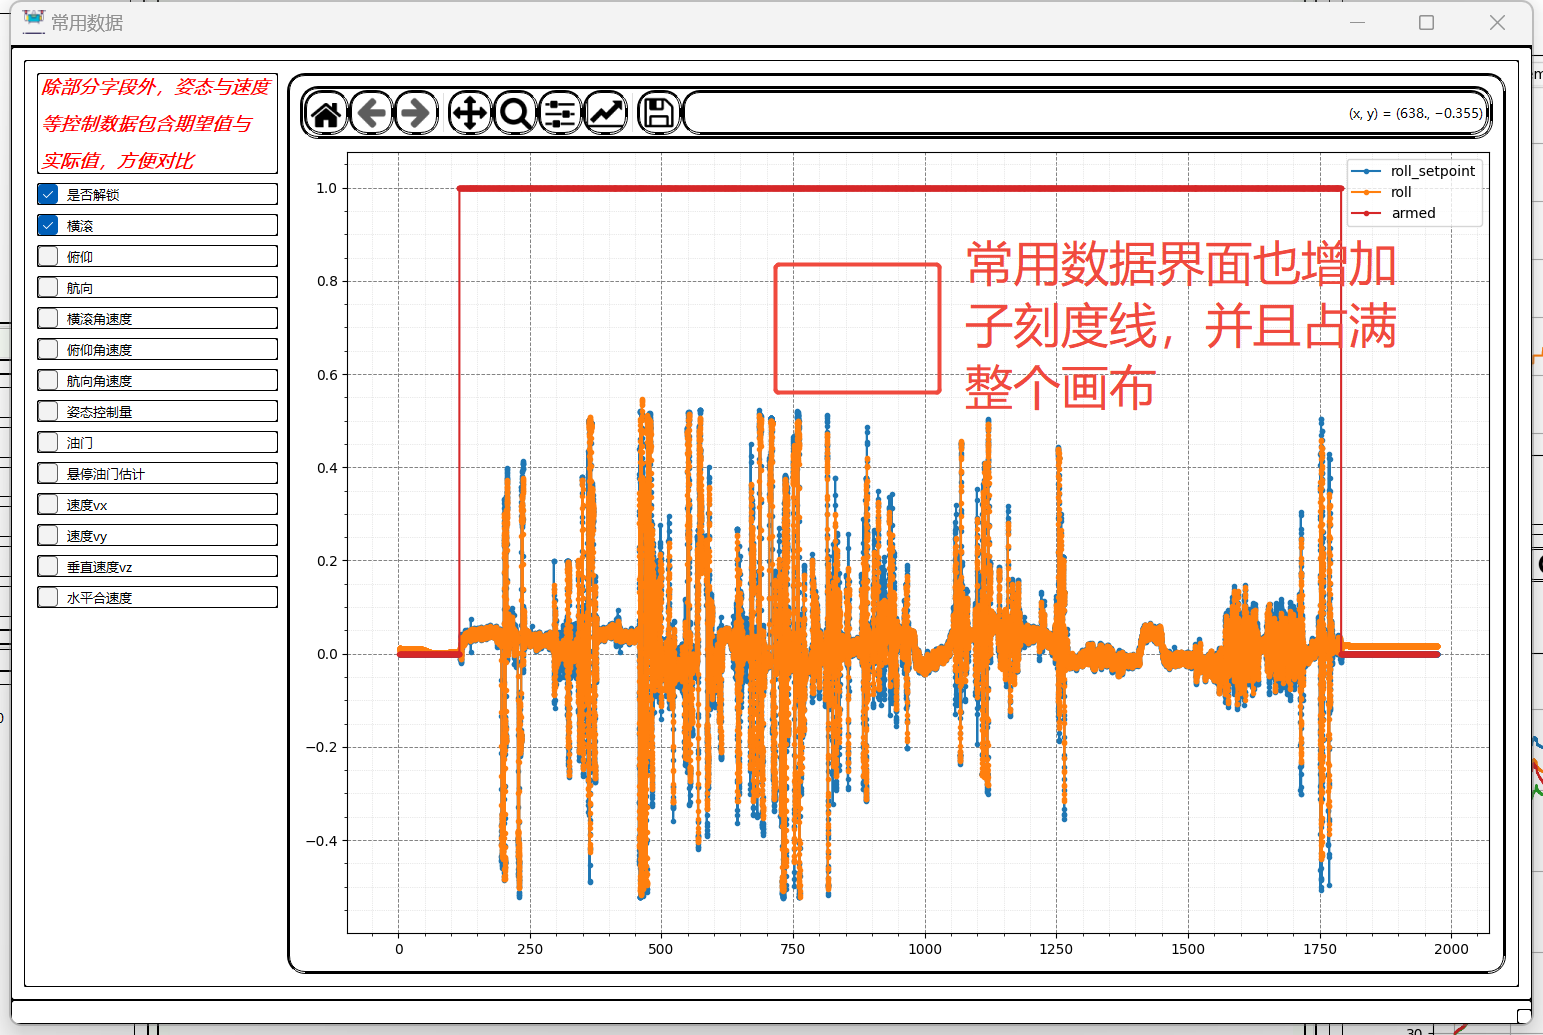 常用数据
除部分字段外，姿态与速度
等控制数据包含期望值与
实际值，方便对比
是否解锁
横滚
俯仰
航向
横滚角速度
俯仰角速度
航向角速度
姿态控制量
油门
悬停油门估计
速度vx
速度vy
垂直速度vz
水平合速度
(x, y) = (638., −0.355)
roll_setpoint
roll
armed
常用数据界面也增加
子刻度线，并且占满
整个画布
1.0
0.8
0.6
0.4
0.2
0.0
−0.2
−0.4
0 250 500 750 1000 1250 1500 1750 2000
30